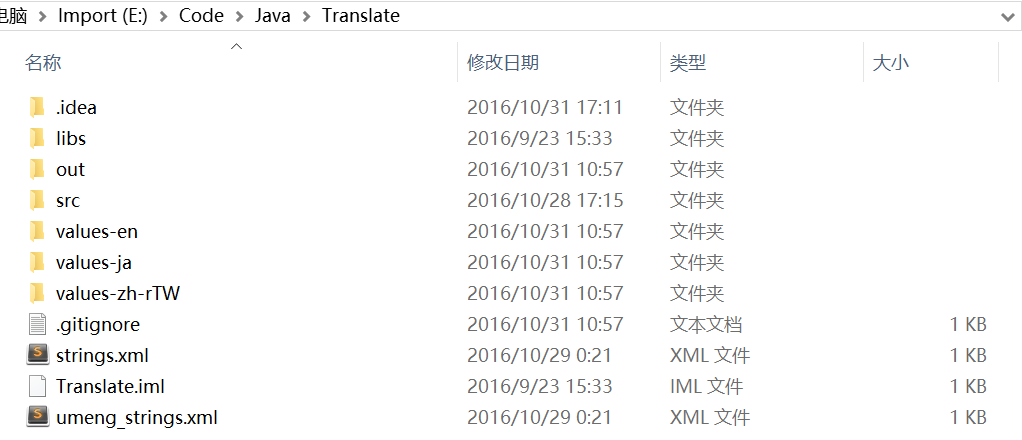 电脑 Import (E:) Code Java Translate
名称 修改日期 类型 大小
.idea 2016/10/31 17:11 文件夹
libs 2016/9/23 15:33 文件夹
out 2016/10/31 10:57 文件夹
src 2016/10/28 17:15 文件夹
values-en 2016/10/31 10:57 文件夹
values-ja 2016/10/31 10:57 文件夹
values-zh-rTW 2016/10/31 10:57 文件夹
.gitignore 2016/10/31 10:57 文本文档 1 KB
strings.xml 2016/10/29 0:21 XML 文件 1 KB
Translate.iml 2016/9/23 15:33 IML 文件 1 KB
umeng_strings.xml 2016/10/29 0:21 XML 文件 1 KB